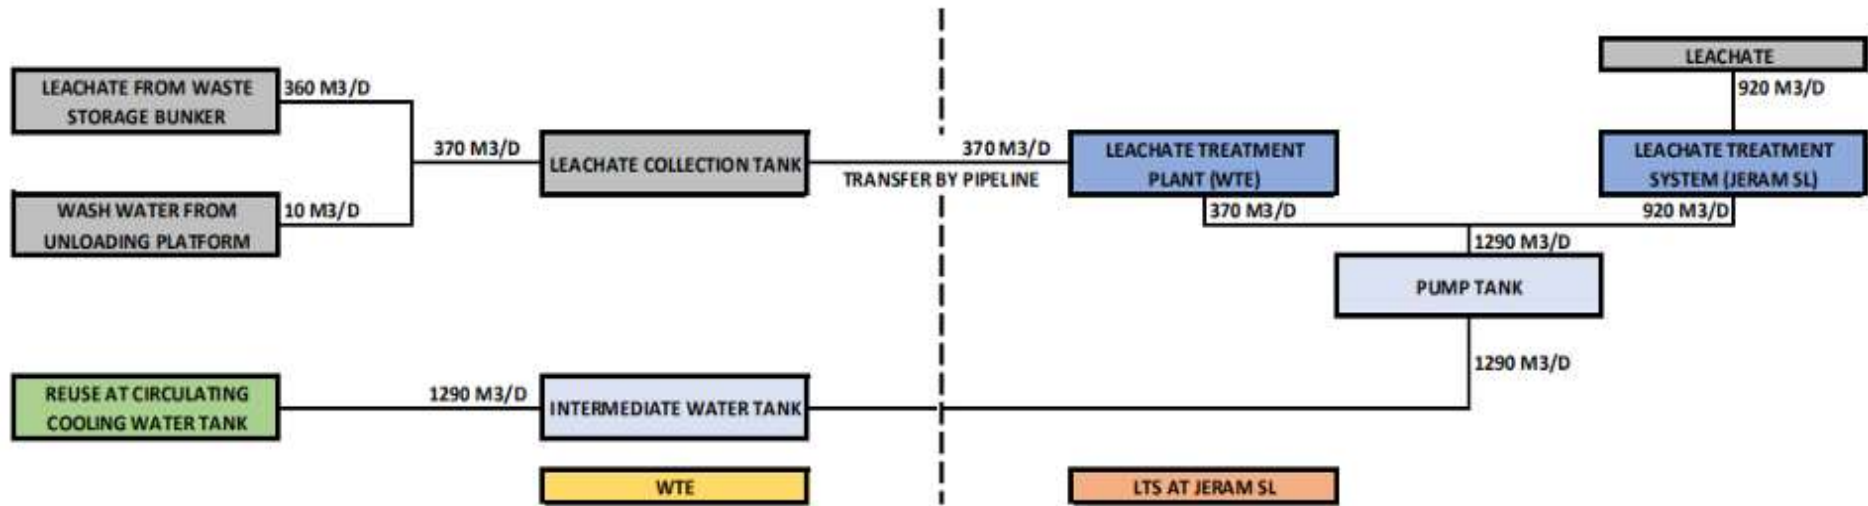 LEACHATE
920 M3/D
LEACHATE FROM WASTE
STORAGE BUNKER
360 M3/D
370 M3/D
LEACHATE COLLECTION TANK
370 M3/D
TRANSFER BY PIPELINE
LEACHATE TREATMENT
PLANT (WTE)
LEACHATE TREATMENT
SYSTEM (JERAM SL)
WASH WATER FROM
UNLOADING PLATFORM
10 M3/D
370 M3/D
920 M3/D
1290 M3/D
PUMP TANK
1290 M3/D
REUSE AT CIRCULATING
COOLING WATER TANK
1290 M3/D
INTERMEDIATE WATER TANK
WTE
LTS AT JERAM SL